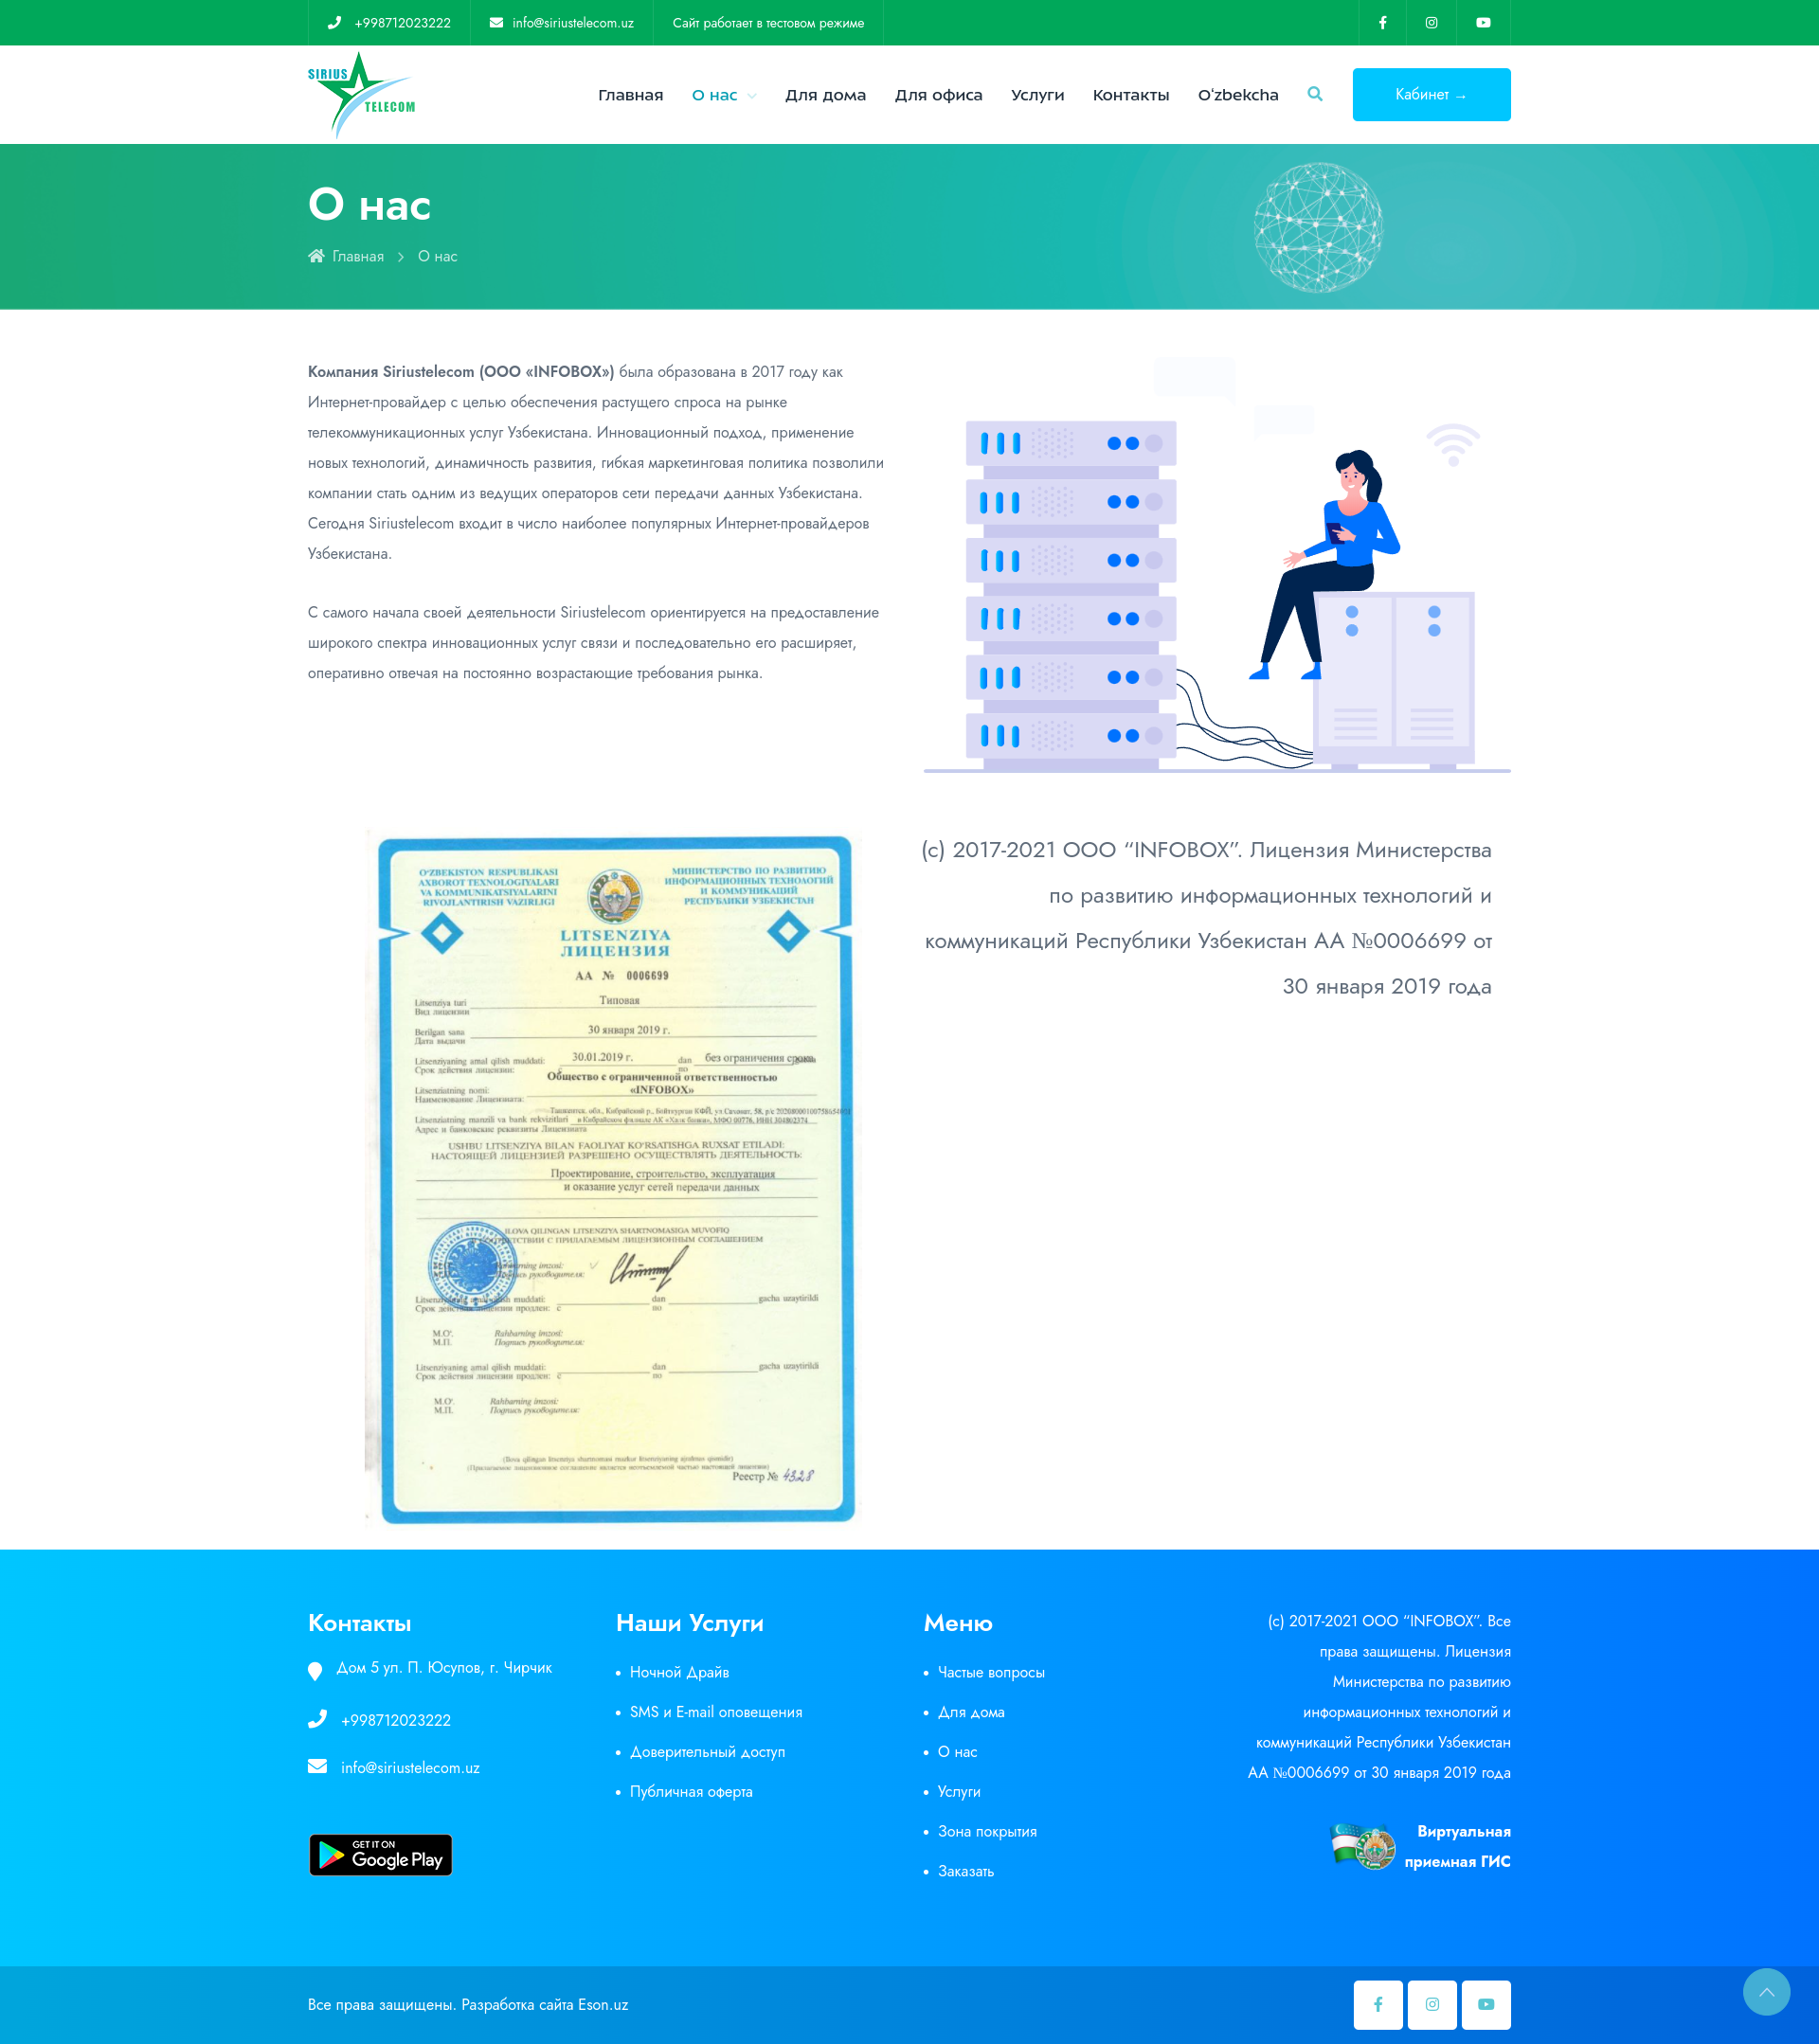 +998712023222
info@siriustelecom.uz
Сайт работает в тестовом режиме
SIRIUS
TELECOM
Главная
О нас
Для дома
Для офиса
Услуги
Контакты
O‘zbekcha
Кабинет →
О нас
Главная
О нас
Компания Siriustelecom (ООО «INFOBOX») была образована в 2017 году как
Интернет-провайдер с целью обеспечения растущего спроса на рынке
телекоммуникационных услуг Узбекистана. Инновационный подход, применение
новых технологий, динамичность развития, гибкая маркетинговая политика позволили
компании стать одним из ведущих операторов сети передачи данных Узбекистана.
Сегодня Siriustelecom входит в число наиболее популярных Интернет-провайдеров
Узбекистана.
С самого начала своей деятельности Siriustelecom ориентируется на предоставление
широкого спектра инновационных услуг связи и последовательно его расширяет,
оперативно отвечая на постоянно возрастающие требования рынка.
O'ZBEKISTON RESPUBLIKASI
AXBOROT TEXNOLOGIYALARI
VA KOMMUNIKATSIYALARINI
RIVOJLANTIRISH VAZIRLIGI
МИНИСТЕРСТВО ПО РАЗВИТИЮ
ИНФОРМАЦИОННЫХ ТЕХНОЛОГИЙ
И КОММУНИКАЦИЙ
РЕСПУБЛИКИ УЗБЕКИСТАН
LITSENZIYA
ЛИЦЕНЗИЯ
АА № 0006699
Litsenziya turi
Типовая
Вид лицензии
Berilgan sana
30 января 2019 г.
Дата выдачи
Litsenziyaning amal qilish muddati:
30.01.2019 г.
dan
без ограничения срока
Срок действия лицензии:
с
по
Общество с ограниченной ответственностью
Litsenziatning nomi:
«INFOBOX»
Наименование Лицензиата:
Litsenziatning manzili va bank rekvizitlari
Адрес и банковские реквизиты Лицензиата
USHBU LITSENZIYA BILAN FAOLIYAT KO'RSATISHGA RUXSAT ETILADI:
НАСТОЯЩЕЙ ЛИЦЕНЗИЕЙ РАЗРЕШЕНО ОСУЩЕСТВЛЯТЬ ДЕЯТЕЛЬНОСТЬ:
Проектирование, строительство, эксплуатация
и оказание услуг сетей передачи данных
ILOVA QILINGAN LITSENZIYA SHARTNOMASIGA MUVOFIQ
В СООТВЕТСТВИИ С ПРИЛАГАЕМЫМ ЛИЦЕНЗИОННЫМ СОГЛАШЕНИЕМ
Rahbarning imzosi:
Подпись руководителя:
Litsenziyaning amal qilish muddati:
dan
gacha uzaytirildi
Срок действия лицензии продлен: с
по
М.О'.
Rahbarning imzosi:
М.П.
Подпись руководителя:
Litsenziyaning amal qilish muddati:
dan
gacha uzaytirildi
Срок действия лицензии продлен: с
по
М.О'.
Rahbarning imzosi:
М.П.
Подпись руководителя:
Реестр № 4328
(с) 2017-2021 ООО “INFOBOX”. Лицензия Министерства
по развитию информационных технологий и
коммуникаций Республики Узбекистан АА №0006699 от
30 января 2019 года
Контакты
Дом 5 ул. П. Юсупов, г. Чирчик
+998712023222
info@siriustelecom.uz
GET IT ON
Google Play
Наши Услуги
Ночной Драйв
SMS и E-mail оповещения
Доверительный доступ
Публичная оферта
Меню
Частые вопросы
Для дома
О нас
Услуги
Зона покрытия
Заказать
(с) 2017-2021 ООО “INFOBOX”. Все
права защищены. Лицензия
Министерства по развитию
информационных технологий и
коммуникаций Республики Узбекистан
АА №0006699 от 30 января 2019 года
Виртуальная
приемная ГИС
Все права защищены. Разработка сайта Eson.uz